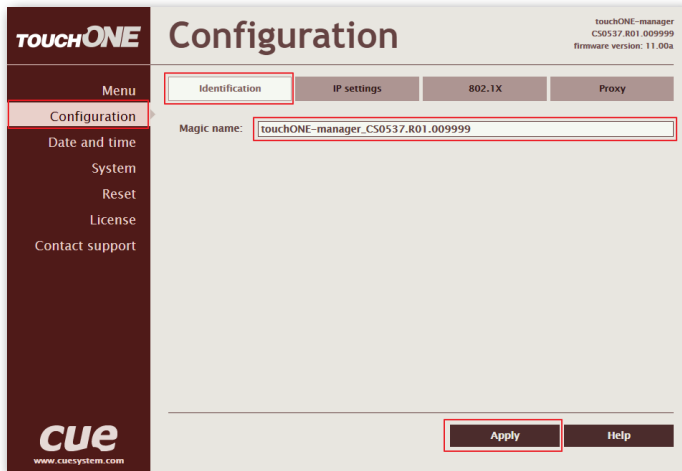 TOUCHONE
Configuration
touchONE-manager
CS0537.R01.009999
firmware version: 11.00a
Menu
Configuration
Date and time
System
Reset
License
Contact support
Identification
IP settings
802.1X
Proxy
Magic name:
touchONE-manager_CS0537.R01.009999
Apply
Help
cue
www.cuesystem.com